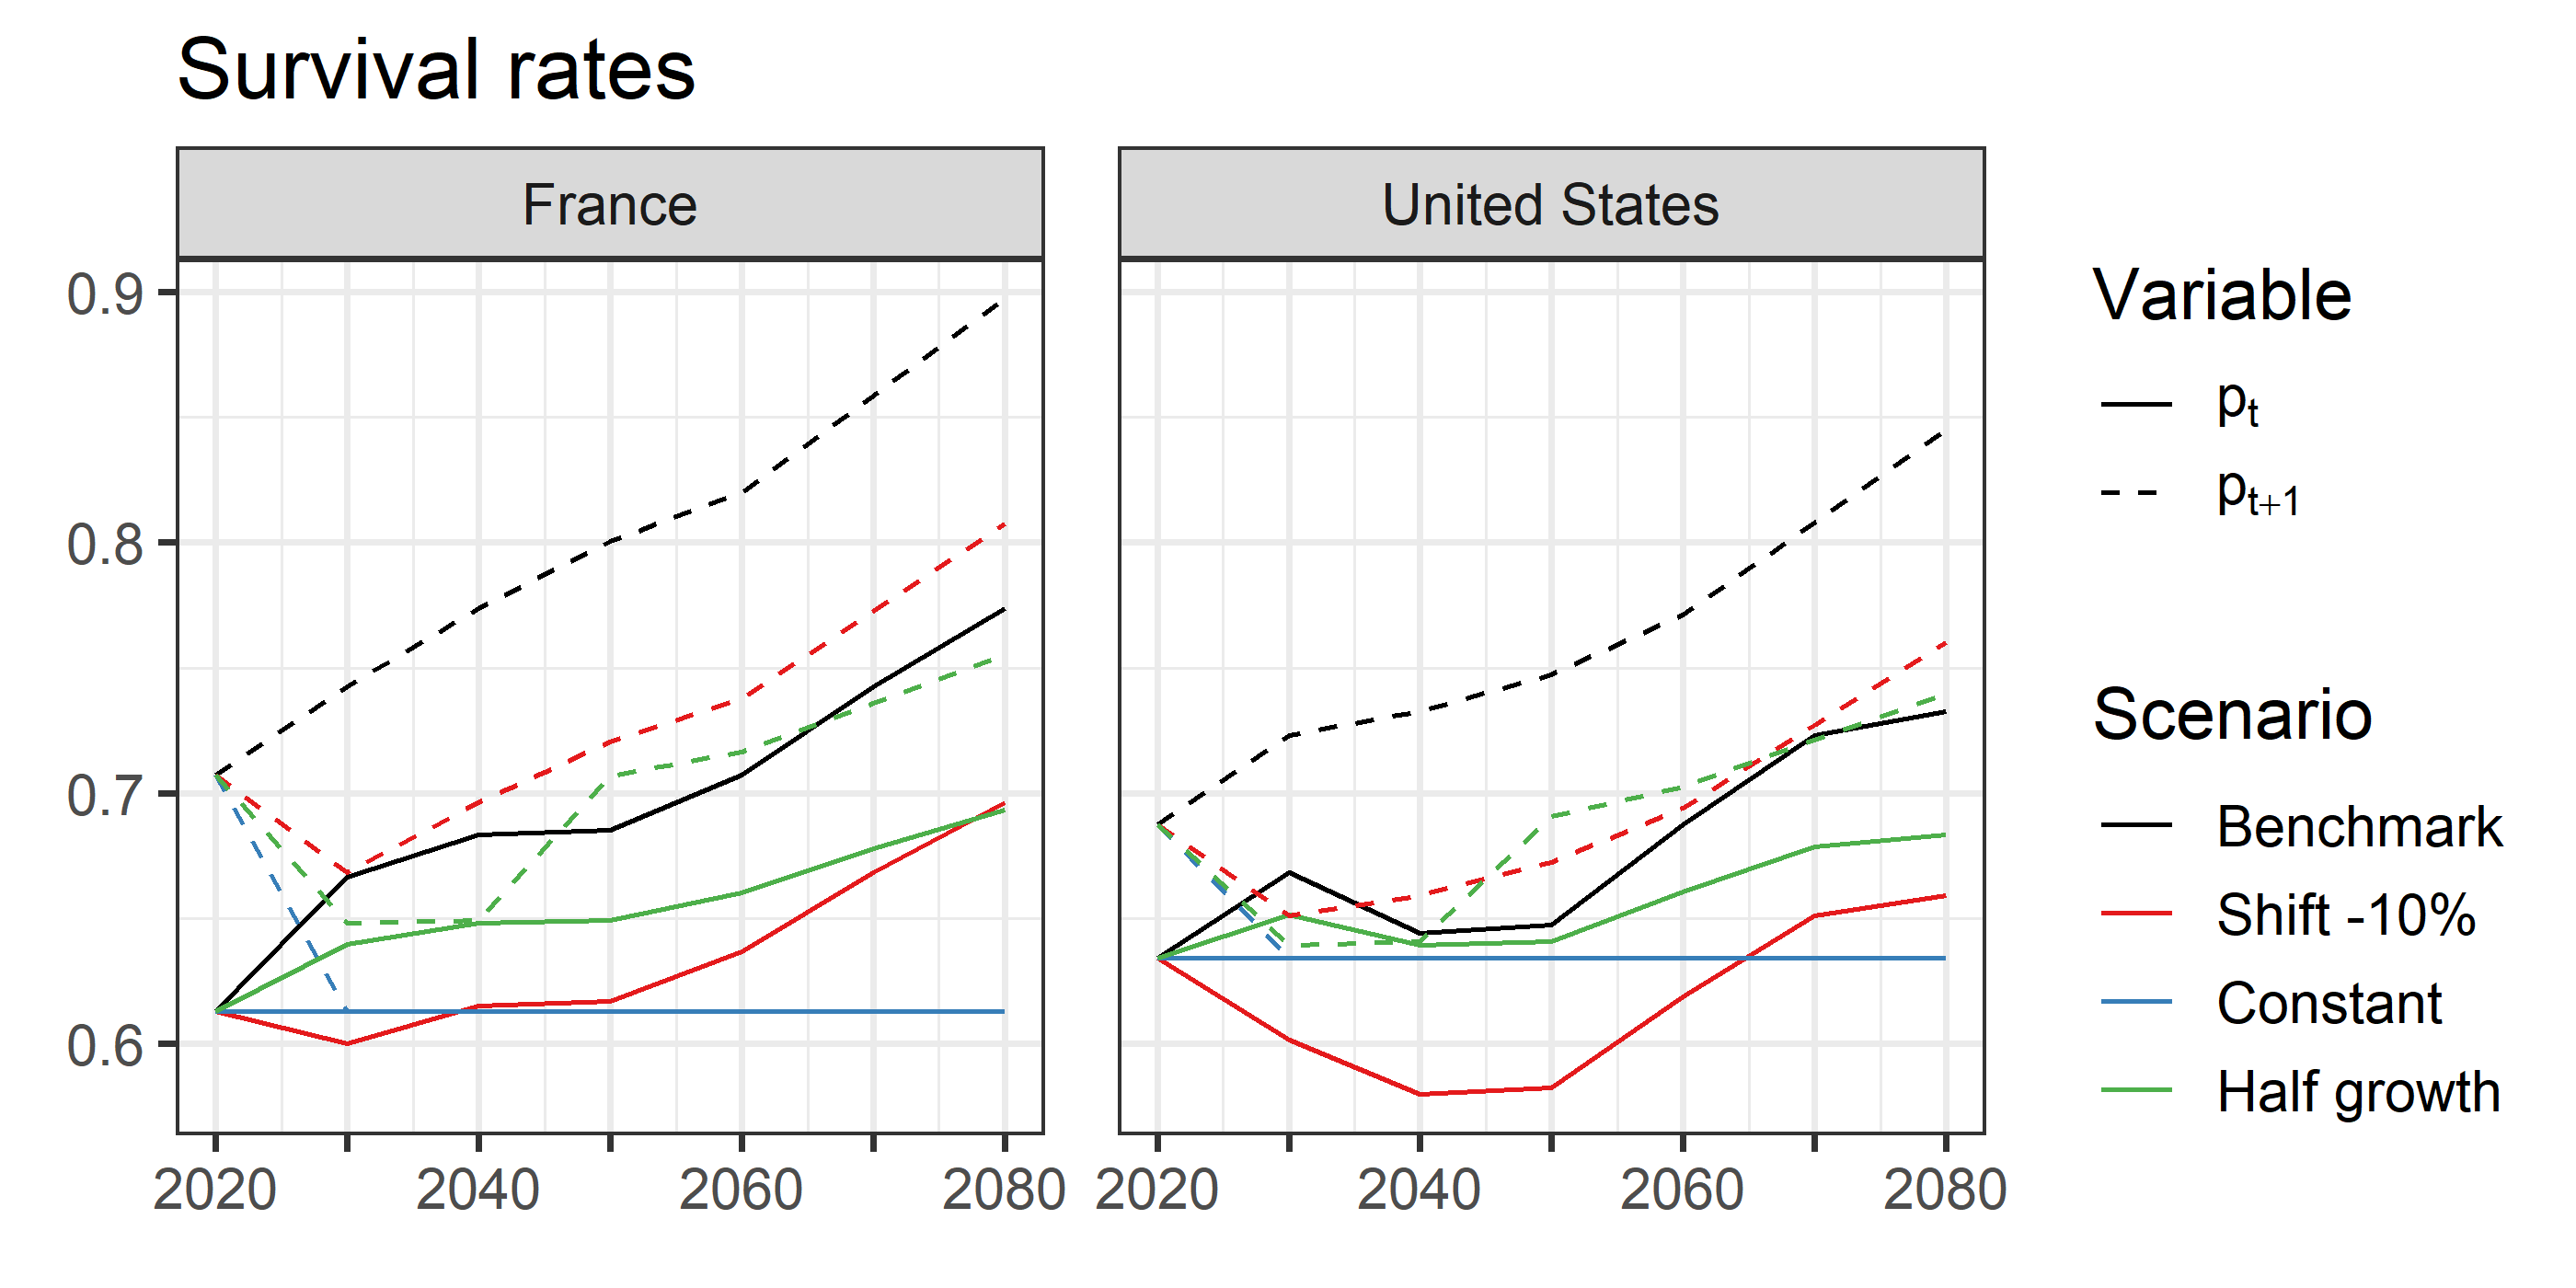 Survival rates
France
United States
0.9
0.8
0.7
0.6
2020 2040 2060 2080
2020 2040 2060 2080
Variable
pt
pt+1
Scenario
Benchmark
Shift -10%
Constant
Half growth